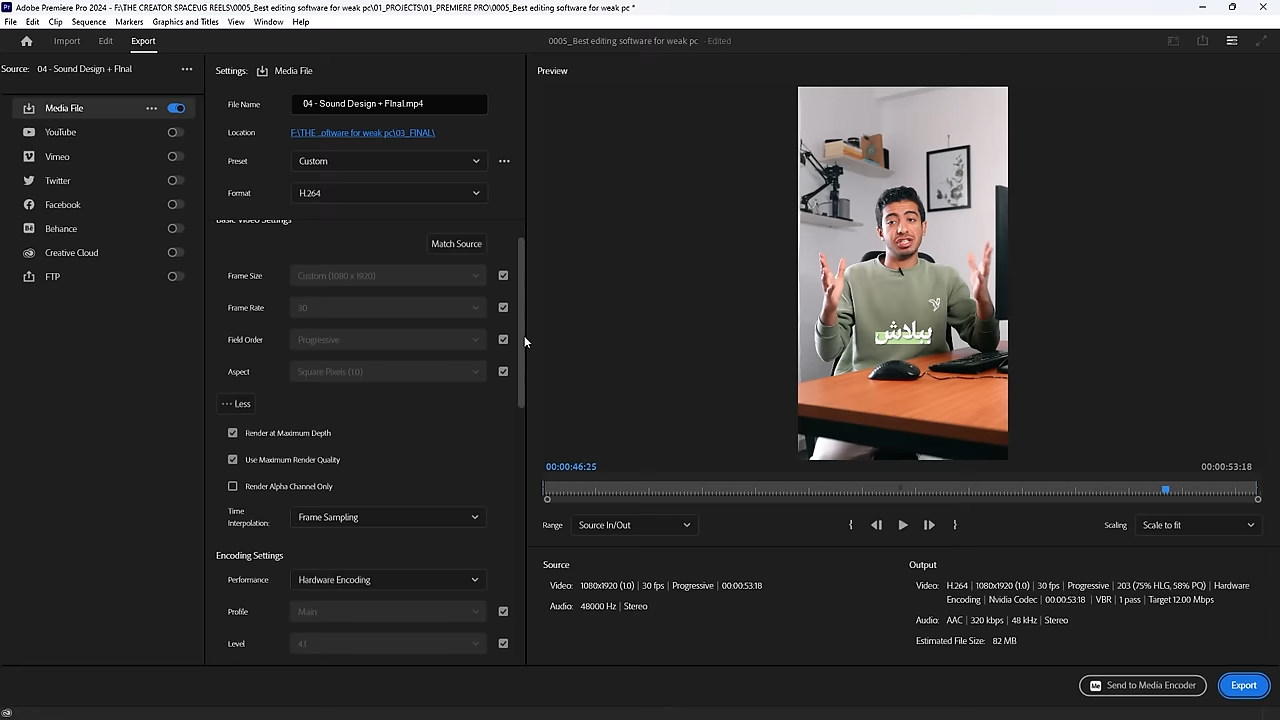 Adobe Premiere Pro 2024 - F:\THE CREATOR SPACE\IG REELS\0005_Best editing software for weak pc\01_PROJECTS\01_PREMIERE PRO\0005_Best editing software for weak pc *
File Edit Clip Sequence Markers Graphics and Titles View Window Help
Import Edit Export
0005_Best editing software for weak pc - Edited
Source: 04 - Sound Design + FInal
Media File
YouTube
Vimeo
Twitter
Facebook
Behance
Creative Cloud
FTP
Settings: Media File
File Name 04 - Sound Design + FInal.mp4
Location F:\THE ..oftware for weak pc\03_FINAL\
Preset Custom
Format H.264
Basic Video Settings
Match Source
Frame Size Custom (1080 x 1920)
Frame Rate 30
Field Order Progressive
Aspect Square Pixels (1.0)
Less
Render at Maximum Depth
Use Maximum Render Quality
Render Alpha Channel Only
Time
Interpolation: Frame Sampling
Encoding Settings
Performance Hardware Encoding
Profile Main
Level 4.1
Preview
ببلاش
00:00:46:25 00:00:53:18
Range Source In/Out
Scaling Scale to fit
Source
Video: 1080x1920 (1.0) | 30 fps | Progressive | 00:00:53:18
Audio: 48000 Hz | Stereo
Output
Video: H.264 | 1080x1920 (1.0) | 30 fps | Progressive | 203 (75% HLG, 58% PQ) | Hardware
Encoding | Nvidia Codec | 00:00:53:18 | VBR | 1 pass | Target 12.00 Mbps
Audio: AAC | 320 kbps | 48 kHz | Stereo
Estimated File Size: 82 MB
Send to Media Encoder
Export